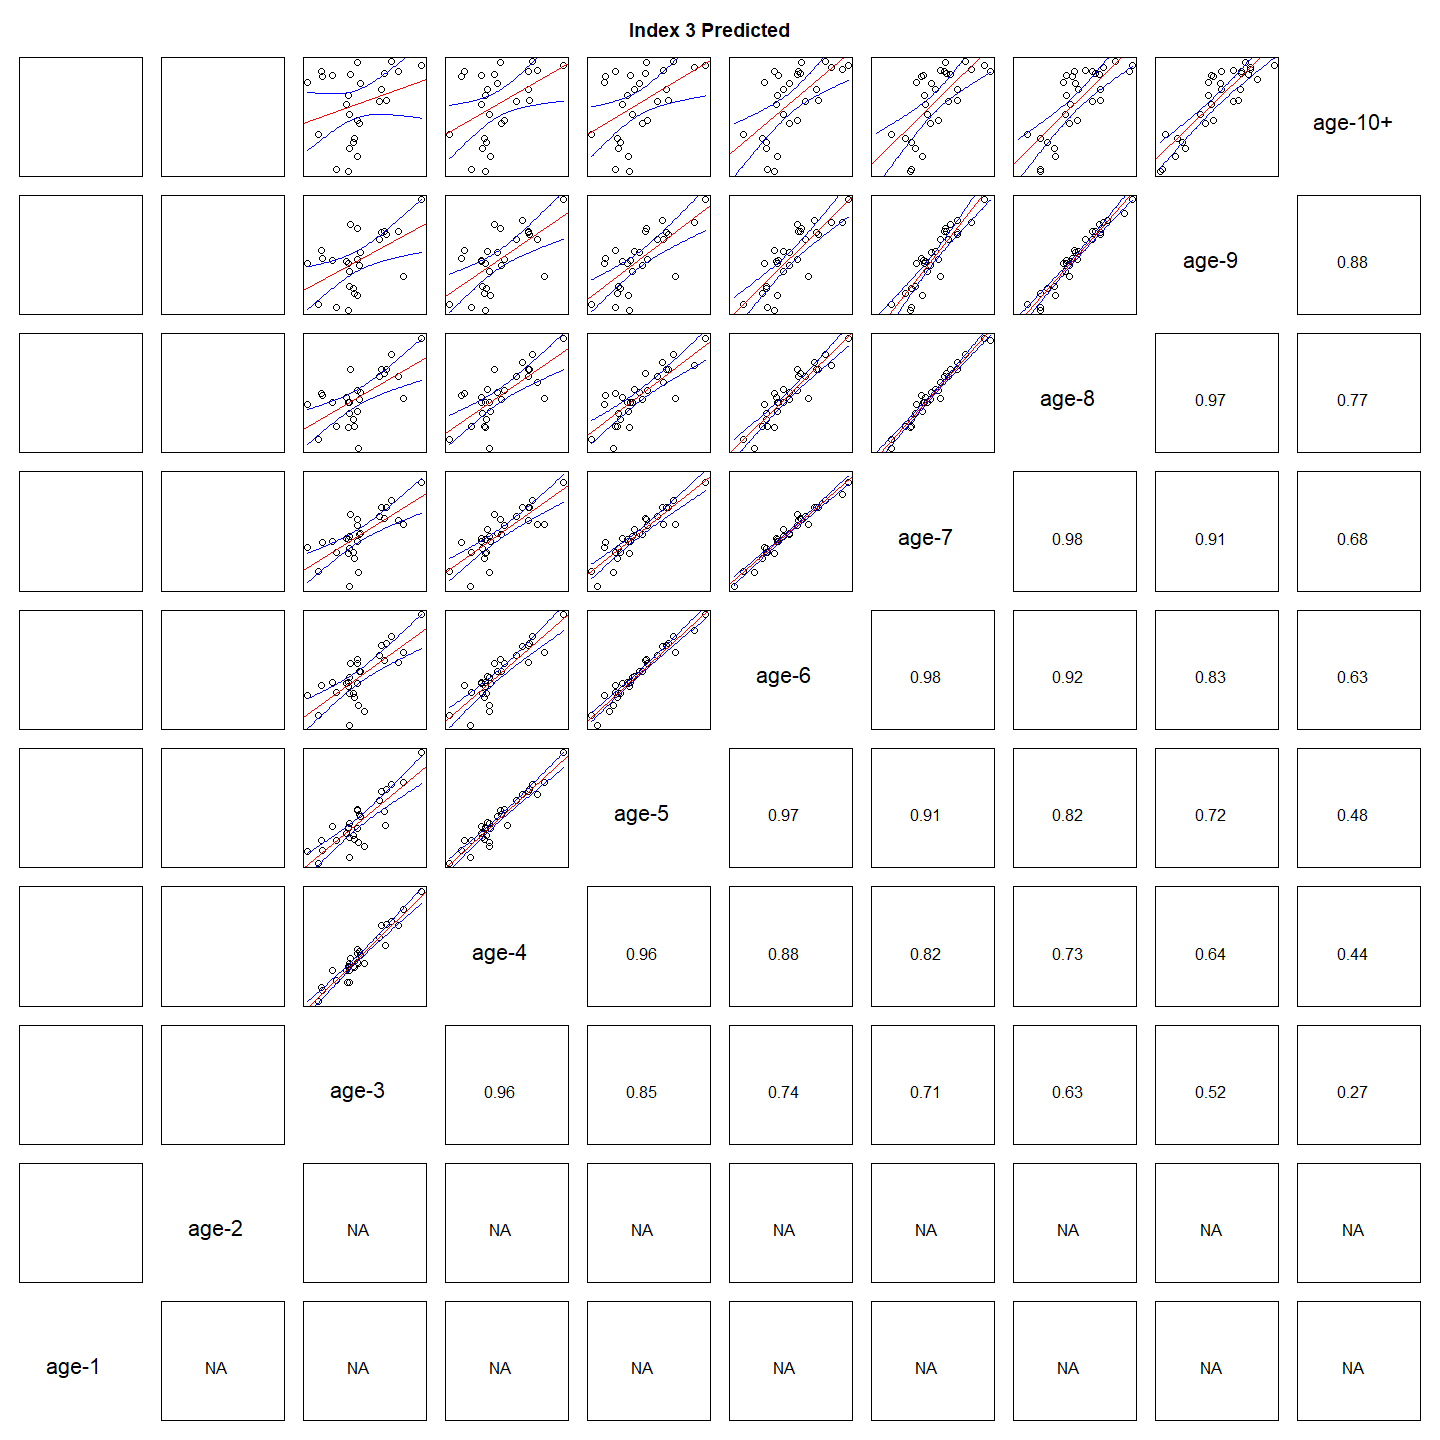 Index 3 Predicted
age-10+
age-9 0.88
age-8 0.97 0.77
age-7 0.98 0.91 0.68
age-6 0.98 0.92 0.83 0.63
age-5 0.97 0.91 0.82 0.72 0.48
age-4 0.96 0.88 0.82 0.73 0.64 0.44
age-3 0.96 0.85 0.74 0.71 0.63 0.52 0.27
age-2 NA NA NA NA NA NA NA NA
age-1 NA NA NA NA NA NA NA NA NA